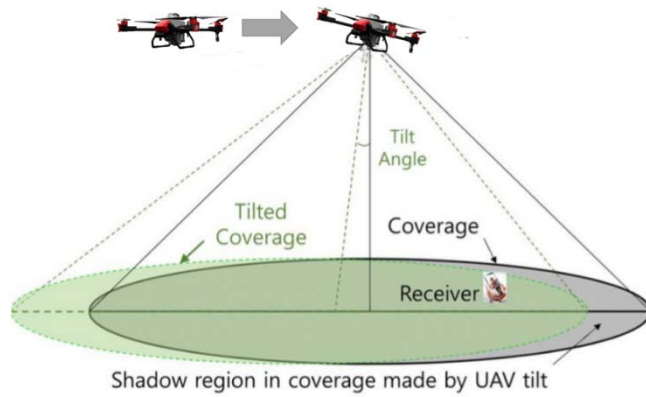 Tilt
Angle
Tilted
Coverage
Coverage
Receiver
Shadow region in coverage made by UAV tilt